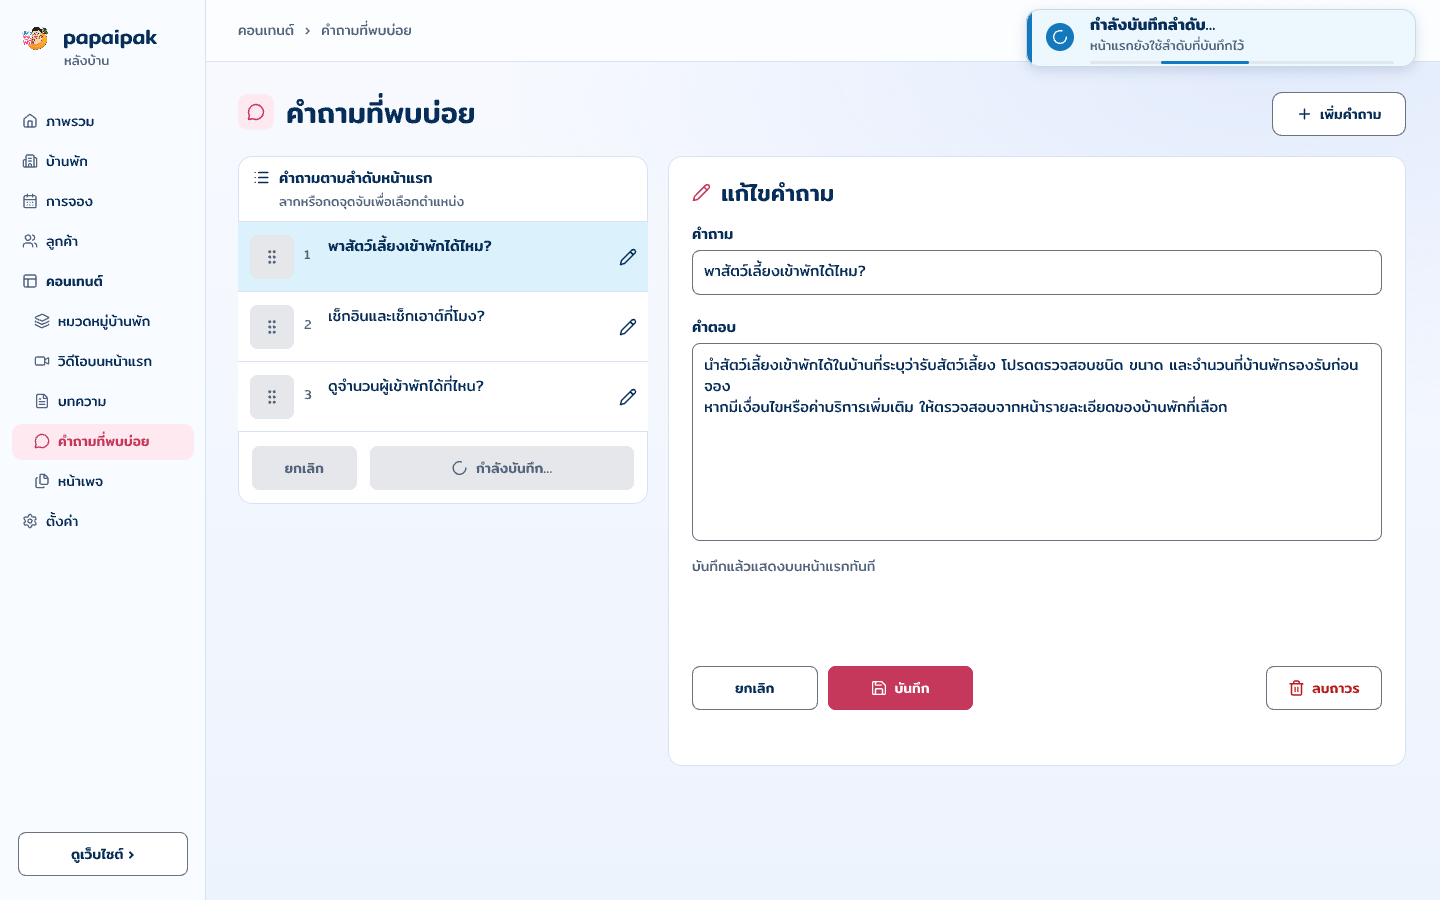 papaipak
หลังบ้าน
ภาพรวม
บ้านพัก
การจอง
ลูกค้า
คอนเทนต์
หมวดหมู่บ้านพัก
วิดีโอบนหน้าแรก
บทความ
คำถามที่พบบ่อย
หน้าเพจ
ตั้งค่า
ดูเว็บไซต์ ›
คอนเทนต์ › คำถามที่พบบ่อย
กำลังบันทึกลำดับ...
หน้าแรกยังใช้ลำดับที่บันทึกไว้
คำถามที่พบบ่อย
เพิ่มคำถาม
คำถามตามลำดับหน้าแรก
ลากหรือกดจุดจับเพื่อเลือกตำแหน่ง
1 พาสัตว์เลี้ยงเข้าพักได้ไหม?
2 เช็กอินและเช็กเอาต์กี่โมง?
3 ดูจำนวนผู้เข้าพักได้ที่ไหน?
ยกเลิก
กำลังบันทึก...
แก้ไขคำถาม
คำถาม
พาสัตว์เลี้ยงเข้าพักได้ไหม?
คำตอบ
นำสัตว์เลี้ยงเข้าพักได้ในบ้านที่ระบุว่ารับสัตว์เลี้ยง โปรดตรวจสอบชนิด ขนาด และจำนวนที่บ้านพักรองรับก่อน
จอง
หากมีเงื่อนไขหรือค่าบริการเพิ่มเติม ให้ตรวจสอบจากหน้ารายละเอียดของบ้านพักที่เลือก
บันทึกแล้วแสดงบนหน้าแรกทันที
ยกเลิก
บันทึก
ลบถาวร